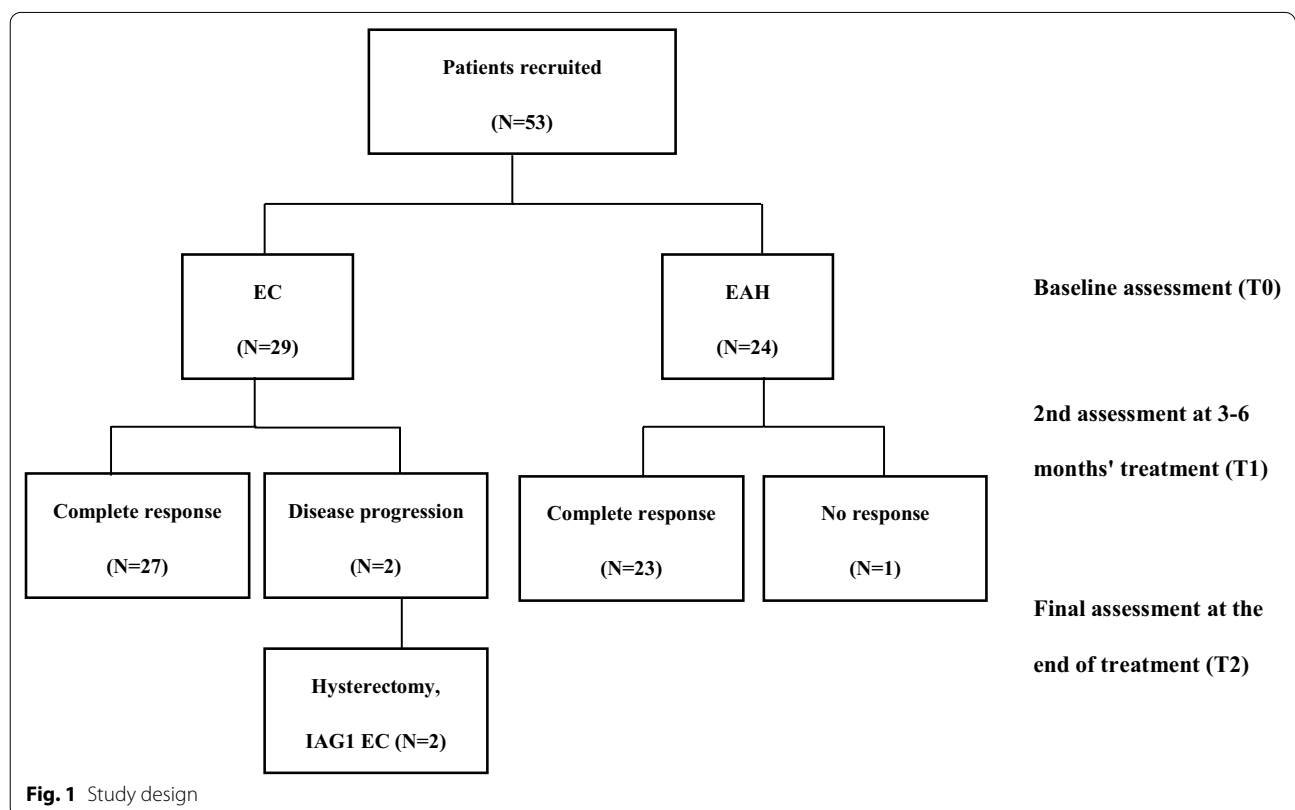 Patients recruited
(N=53)
EC
(N=29)
EAH
(N=24)
Baseline assessment (T0)
2nd assessment at 3-6
months' treatment (T1)
Complete response
(N=27)
Disease progression
(N=2)
Complete response
(N=23)
No response
(N=1)
Final assessment at the
end of treatment (T2)
Hysterectomy,
IAG1 EC (N=2)
Fig. 1 Study design